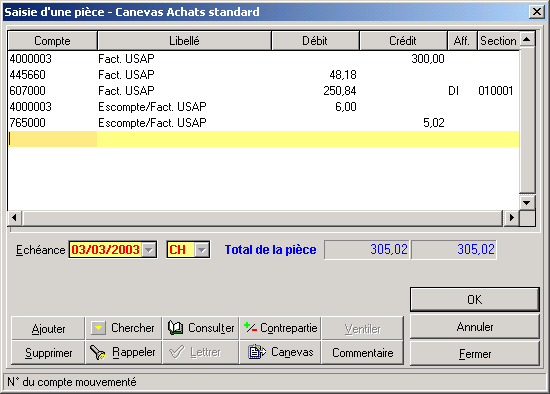 Saisie d'une pièce - Canevas Achats standard
Compte Libellé Débit Crédit Aff. Section
4000003 Fact. USAP 300,00
445660 Fact. USAP 48,18
607000 Fact. USAP 250,84 DI 010001
4000003 Escompte/Fact. USAP 6,00
765000 Escompte/Fact. USAP 5,02
Echéance 03/03/2003 CH Total de la pièce 305,02 305,02
OK
Ajouter Chercher Consulter Contrepartie Ventiler Annuler
Supprimer Rappeler Lettrer Canevas Commentaire Fermer
N° du compte mouvementé